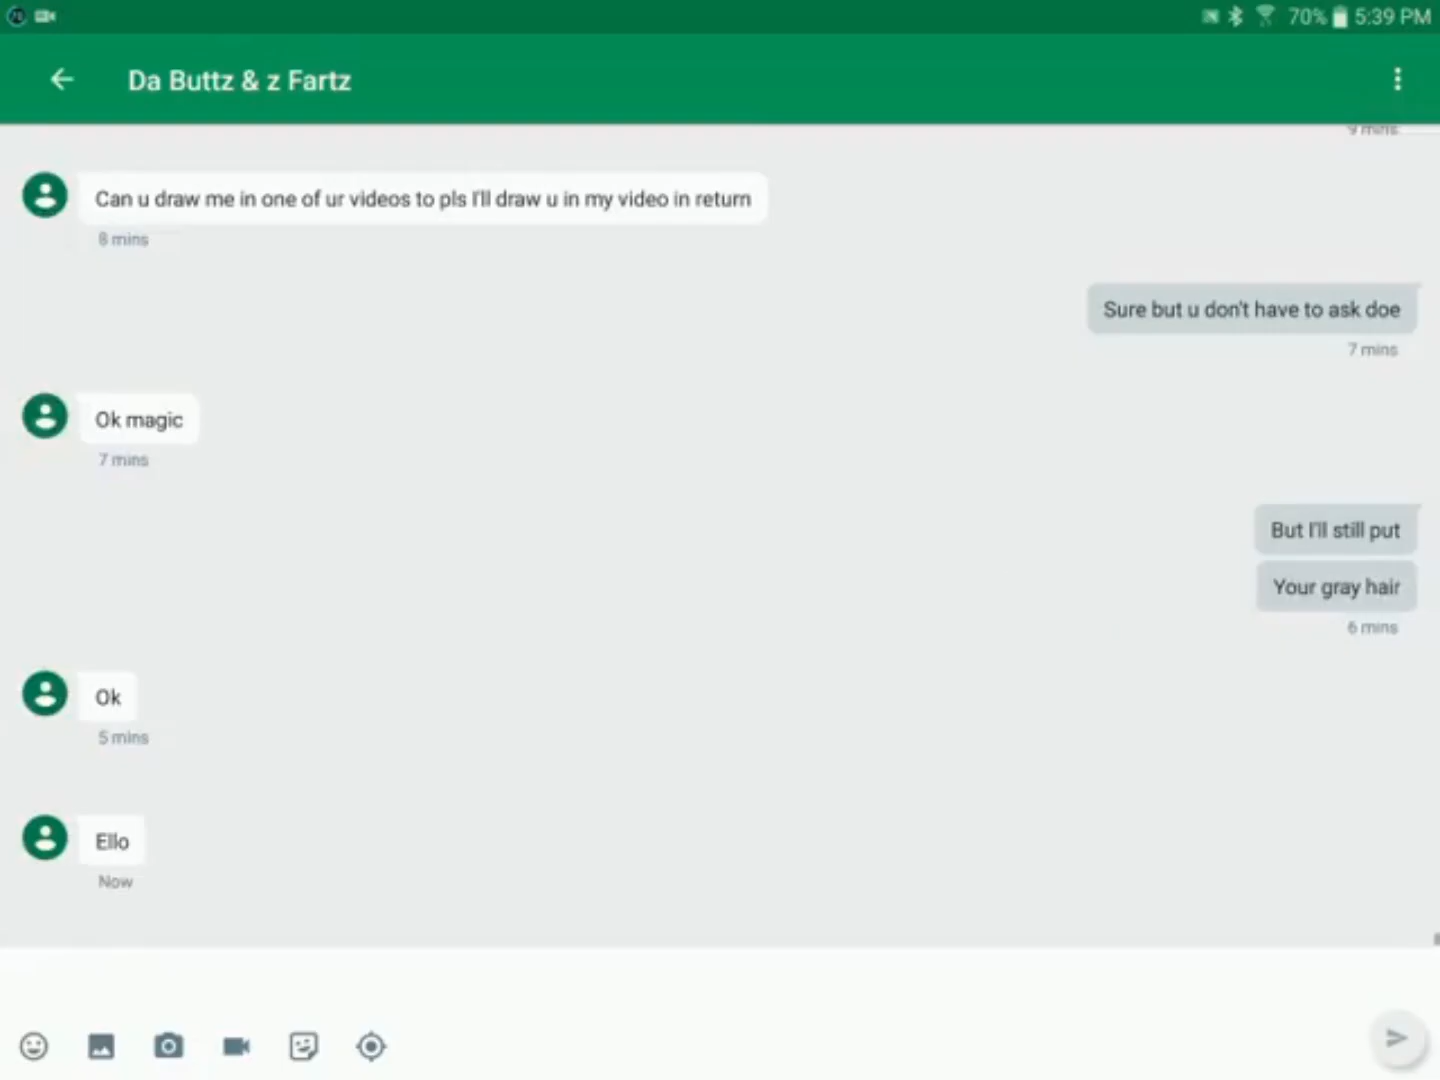 70% 5:39 PM
Da Buttz & z Fartz
9 mins
Can u draw me in one of ur videos to pls I'll draw u in my video in return
8 mins
Sure but u don't have to ask doe
7 mins
Ok magic
7 mins
But I'll still put
Your gray hair
6 mins
Ok
5 mins
Ello
Now